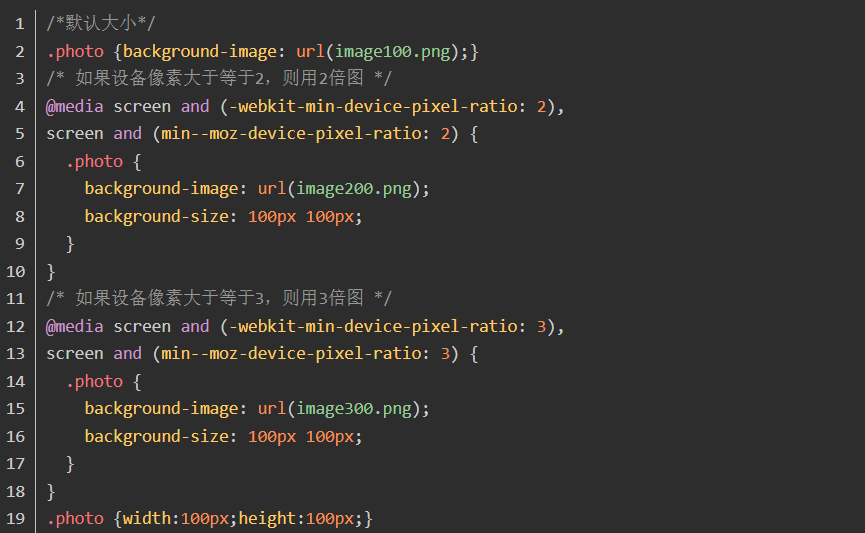 1 /*默认大小*/
2 .photo {background-image: url(image100.png);}
3 /* 如果设备像素大于等于2，则用2倍图 */
4 @media screen and (-webkit-min-device-pixel-ratio: 2),
5 screen and (min--moz-device-pixel-ratio: 2) {
6   .photo {
7     background-image: url(image200.png);
8     background-size: 100px 100px;
9   }
10 }
11 /* 如果设备像素大于等于3，则用3倍图 */
12 @media screen and (-webkit-min-device-pixel-ratio: 3),
13 screen and (min--moz-device-pixel-ratio: 3) {
14   .photo {
15     background-image: url(image300.png);
16     background-size: 100px 100px;
17   }
18 }
19 .photo {width:100px;height:100px;}